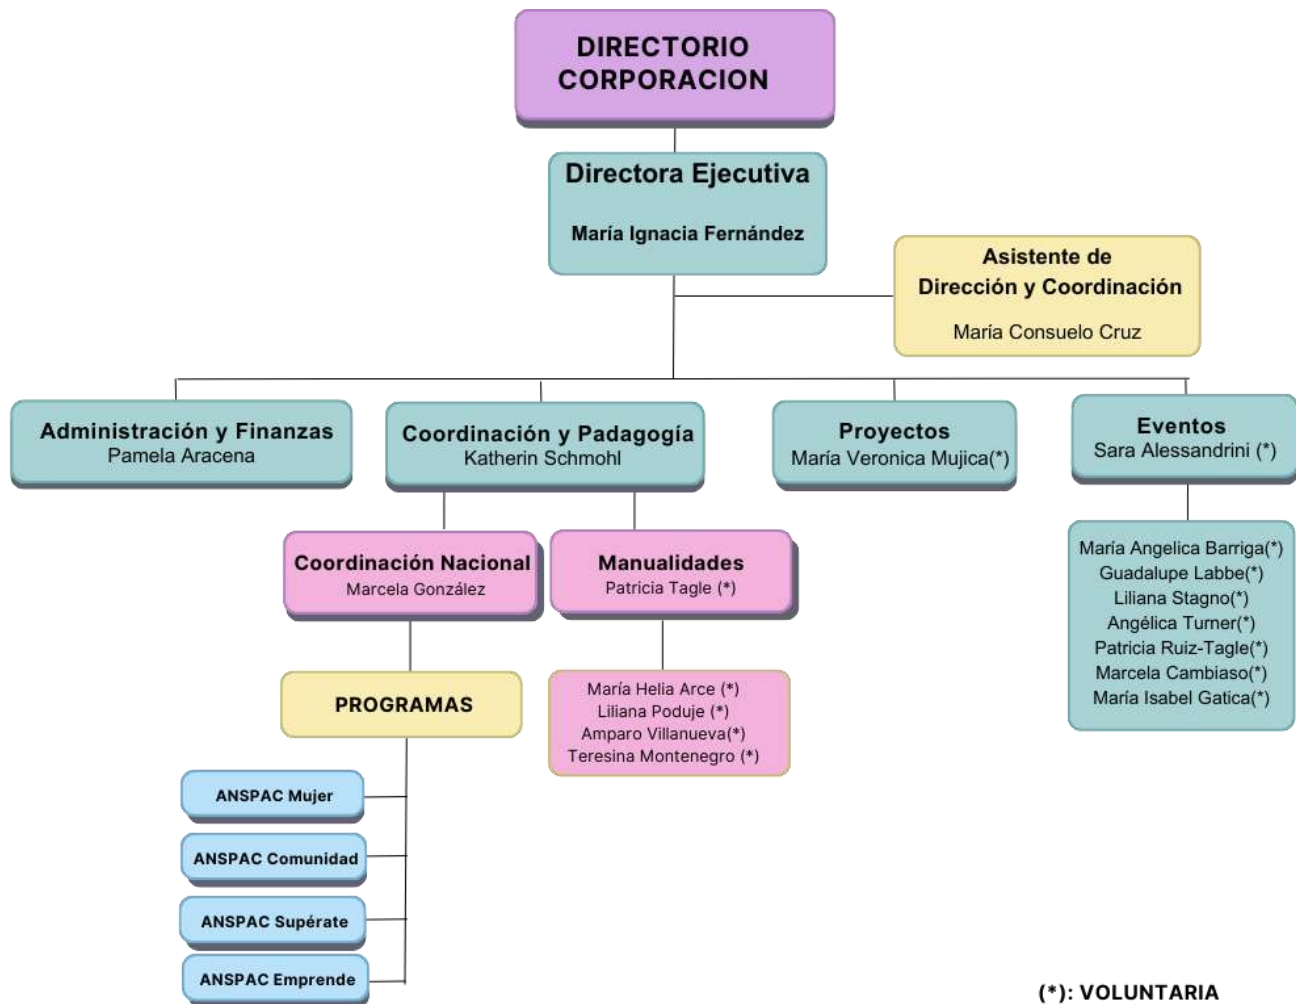 DIRECTORIO
CORPORACION
Directora Ejecutiva
María Ignacia Fernández
Asistente de
Dirección y Coordinación
María Consuelo Cruz
Administración y Finanzas
Pamela Aracena
Coordinación y Padagogía
Katherin Schmohl
Proyectos
María Veronica Mujica(*)
Eventos
Sara Alessandrini (*)
Coordinación Nacional
Marcela González
Manualidades
Patricia Tagle (*)
María Angelica Barriga(*)
Guadalupe Labbe(*)
Liliana Stagno(*)
Angélica Turner(*)
Patricia Ruiz-Tagle(*)
Marcela Cambiaso(*)
María Isabel Gatica(*)
PROGRAMAS
María Helia Arce (*)
Liliana Poduje (*)
Amparo Villanueva(*)
Teresina Montenegro (*)
ANSPAC Mujer
ANSPAC Comunidad
ANSPAC Supérate
ANSPAC Emprende
(*): VOLUNTARIA